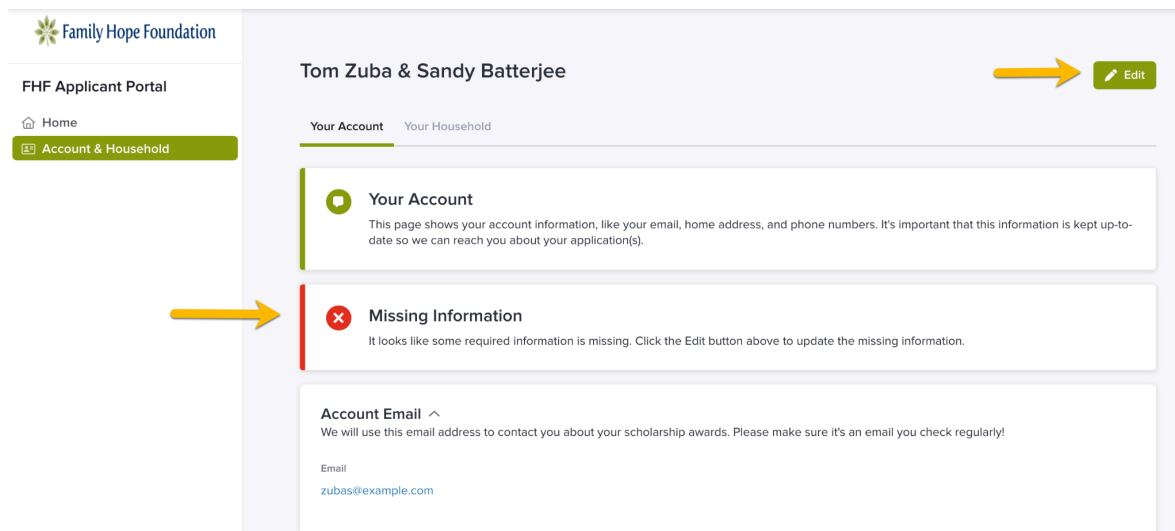 Family Hope Foundation
FHF Applicant Portal
Home
Account & Household
Tom Zuba & Sandy Batterjee
Edit
Your Account Your Household
Your Account
This page shows your account information, like your email, home address, and phone numbers. It's important that this information is kept up-to-
date so we can reach you about your application(s).
Missing Information
It looks like some required information is missing. Click the Edit button above to update the missing information.
Account Email
We will use this email address to contact you about your scholarship awards. Please make sure it's an email you check regularly!
Email
zubas@example.com